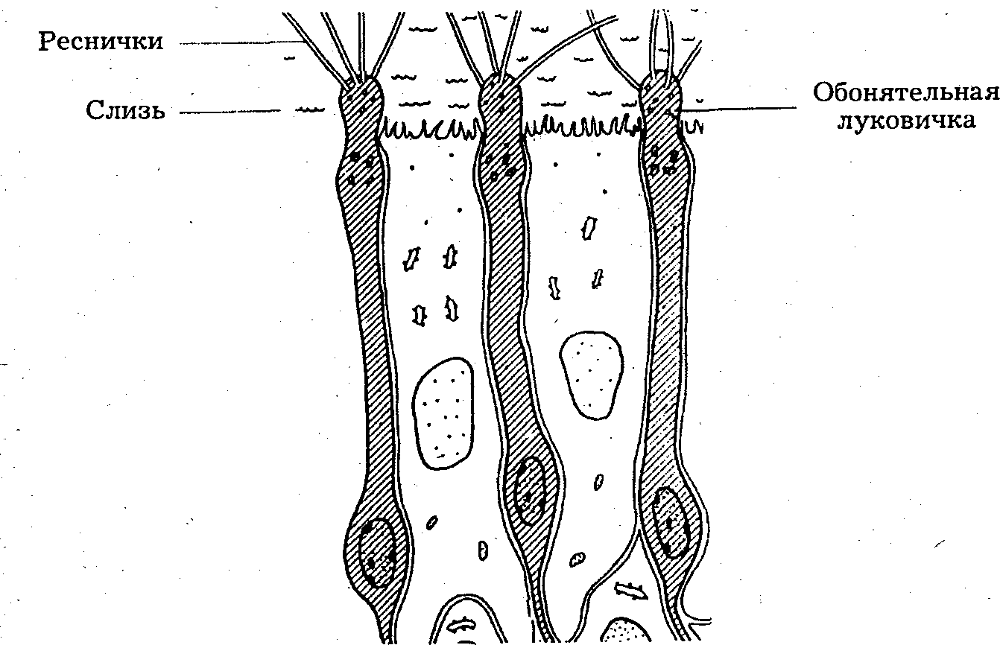 Реснички
Слизь
Обонятельная
луковичка